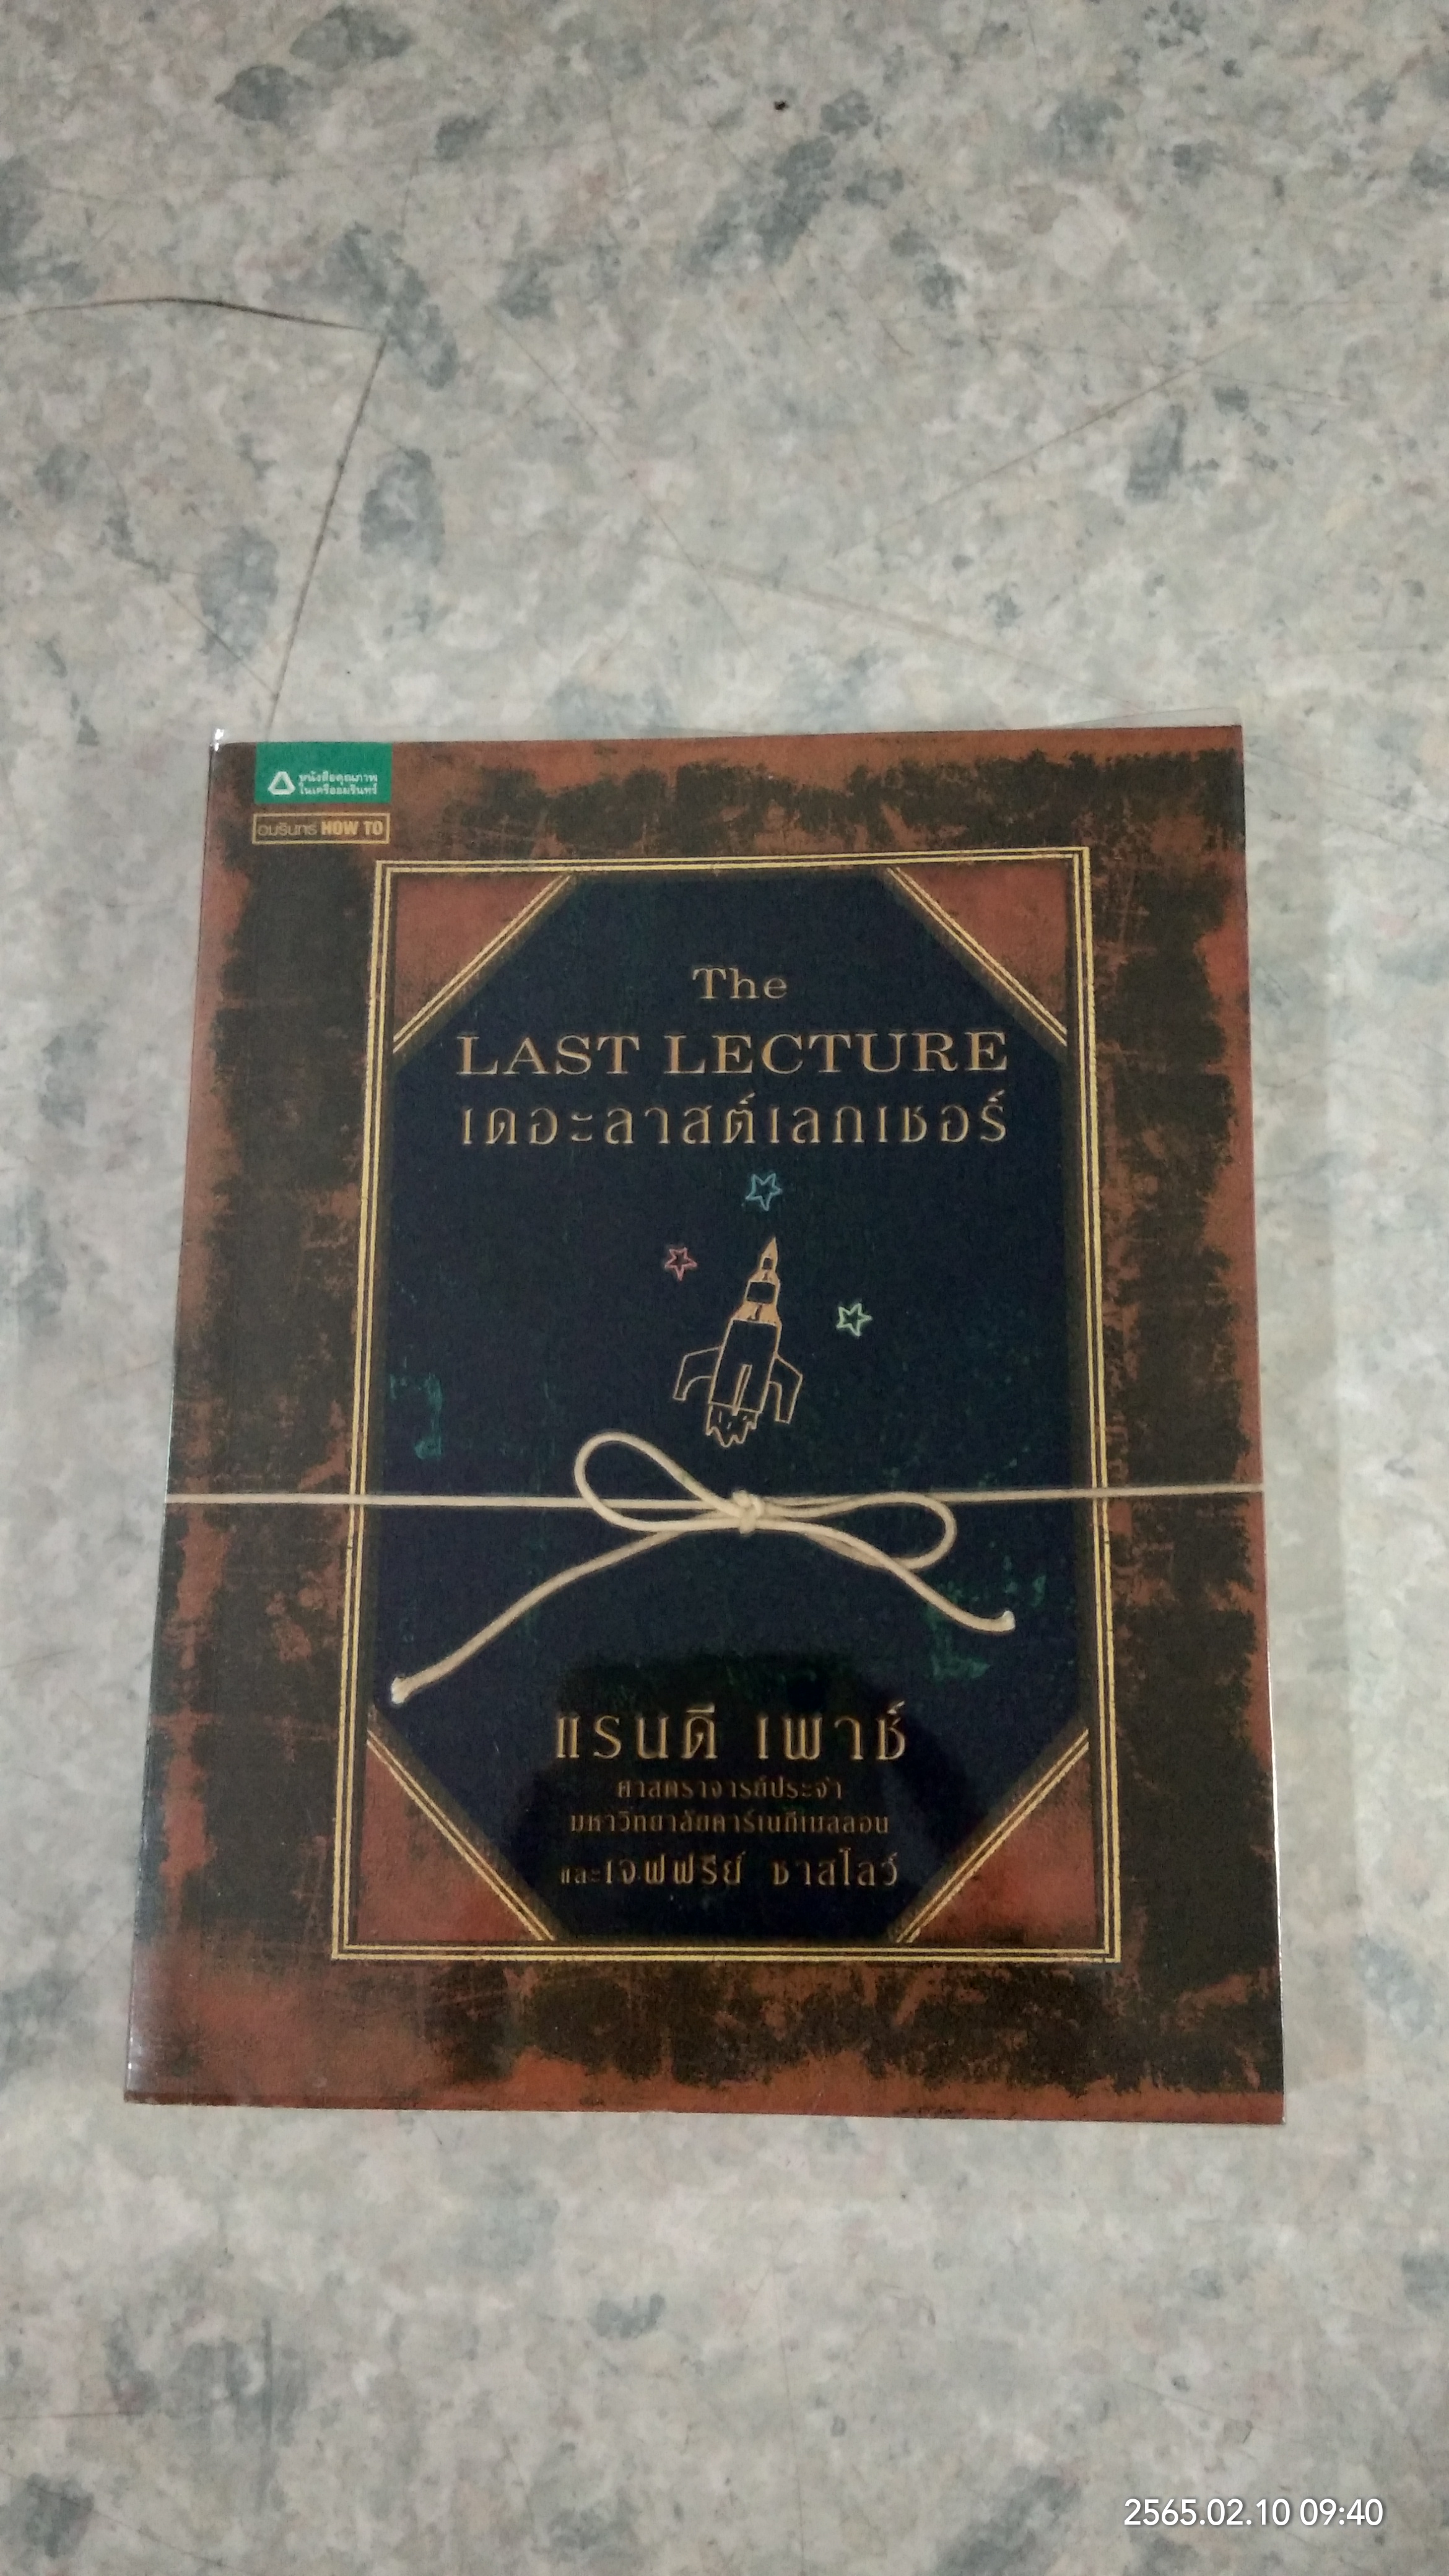 หนังสือคุณภาพ
ในเครืออมรินทร์
อมรินทร์ HOW TO
The
LAST LECTURE
เดอะลาสต์เลกเชอร์
แรนดี เพาช์
ศาสตราจารย์ประจำ
มหาวิทยาลัยคาร์เนกีเมลลอน
และเจฟฟรีย์ ซาสโลว์
2565.02.10 09:40